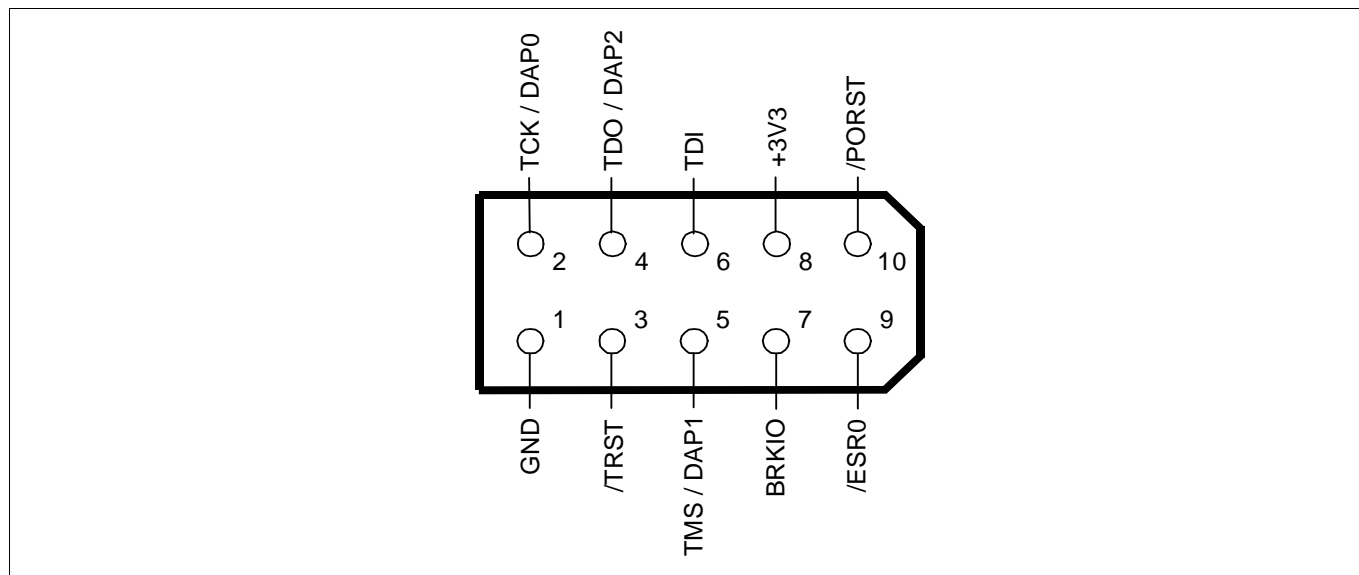 TCK / DAP0
TDO / DAP2
TDI
+3V3
/PORST
2
4
6
8
10
1
3
5
7
9
GND
/TRST
TMS / DAP1
BRKIO
/ESR0